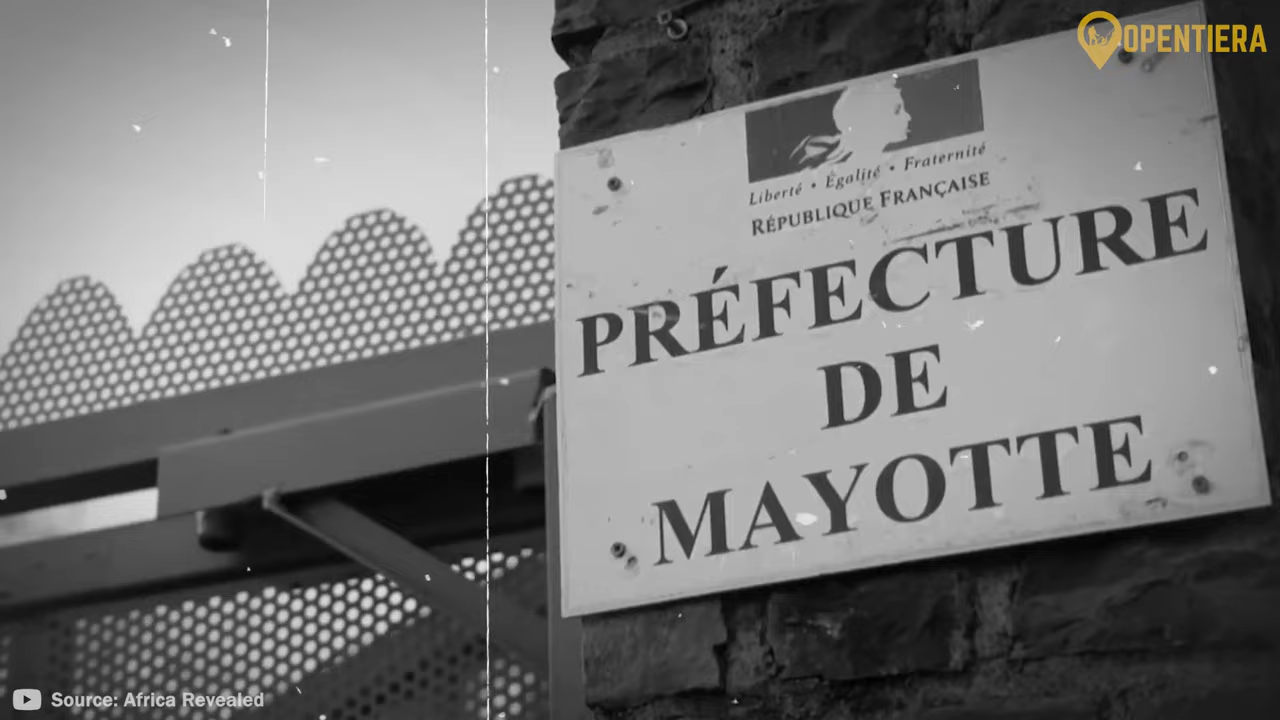 OPENTIERA
Liberté • Égalité • Fraternité
RÉPUBLIQUE FRANÇAISE
PRÉFECTURE
DE
MAYOTTE
Source: Africa Revealed